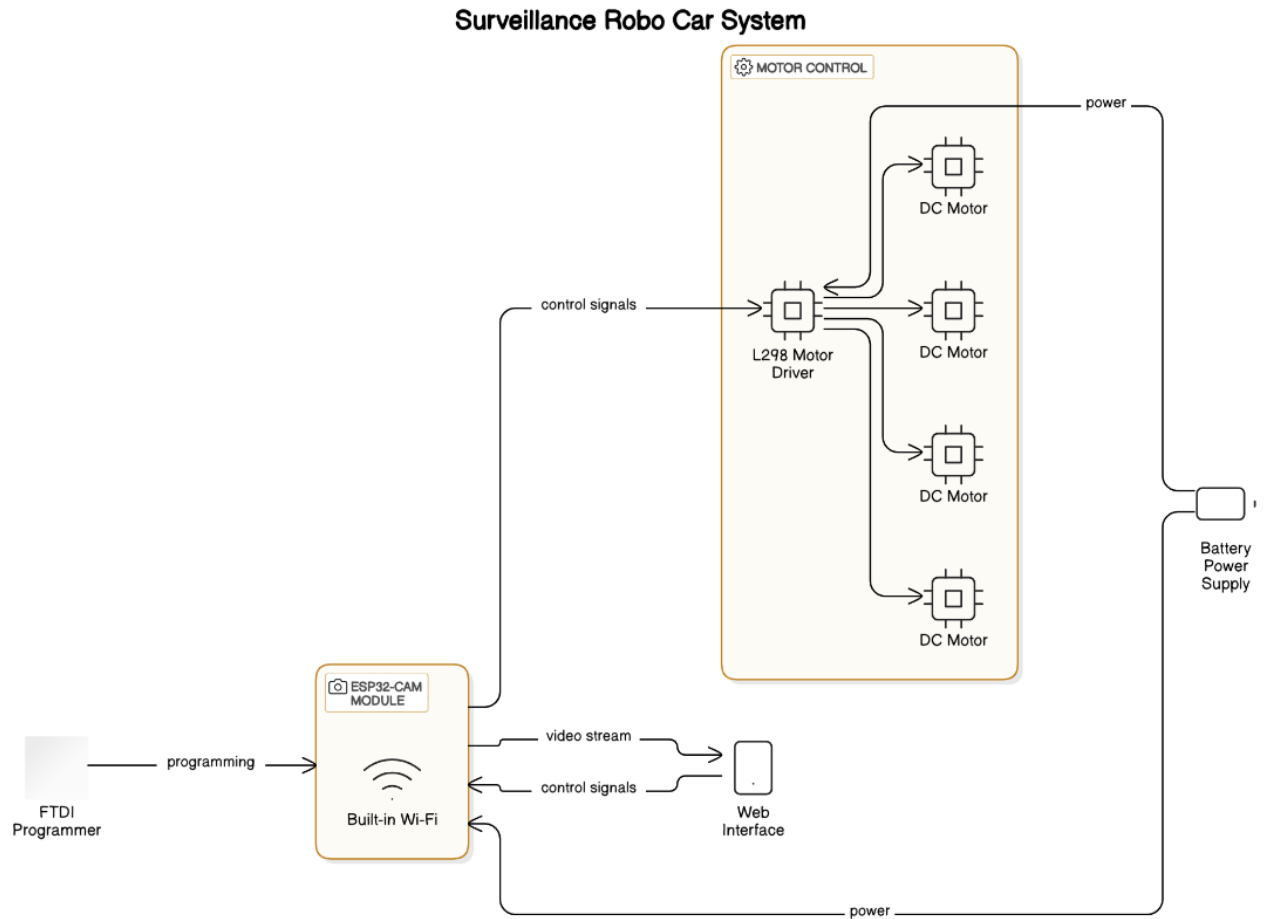 Surveillance Robo Car System
MOTOR CONTROL
power
DC Motor
control signals
DC Motor
L298 Motor
Driver
DC Motor
Battery
Power
Supply
DC Motor
ESP32-CAM
MODULE
video stream
programming
control signals
Built-in Wi-Fi
FTDI
Programmer
Web
Interface
power